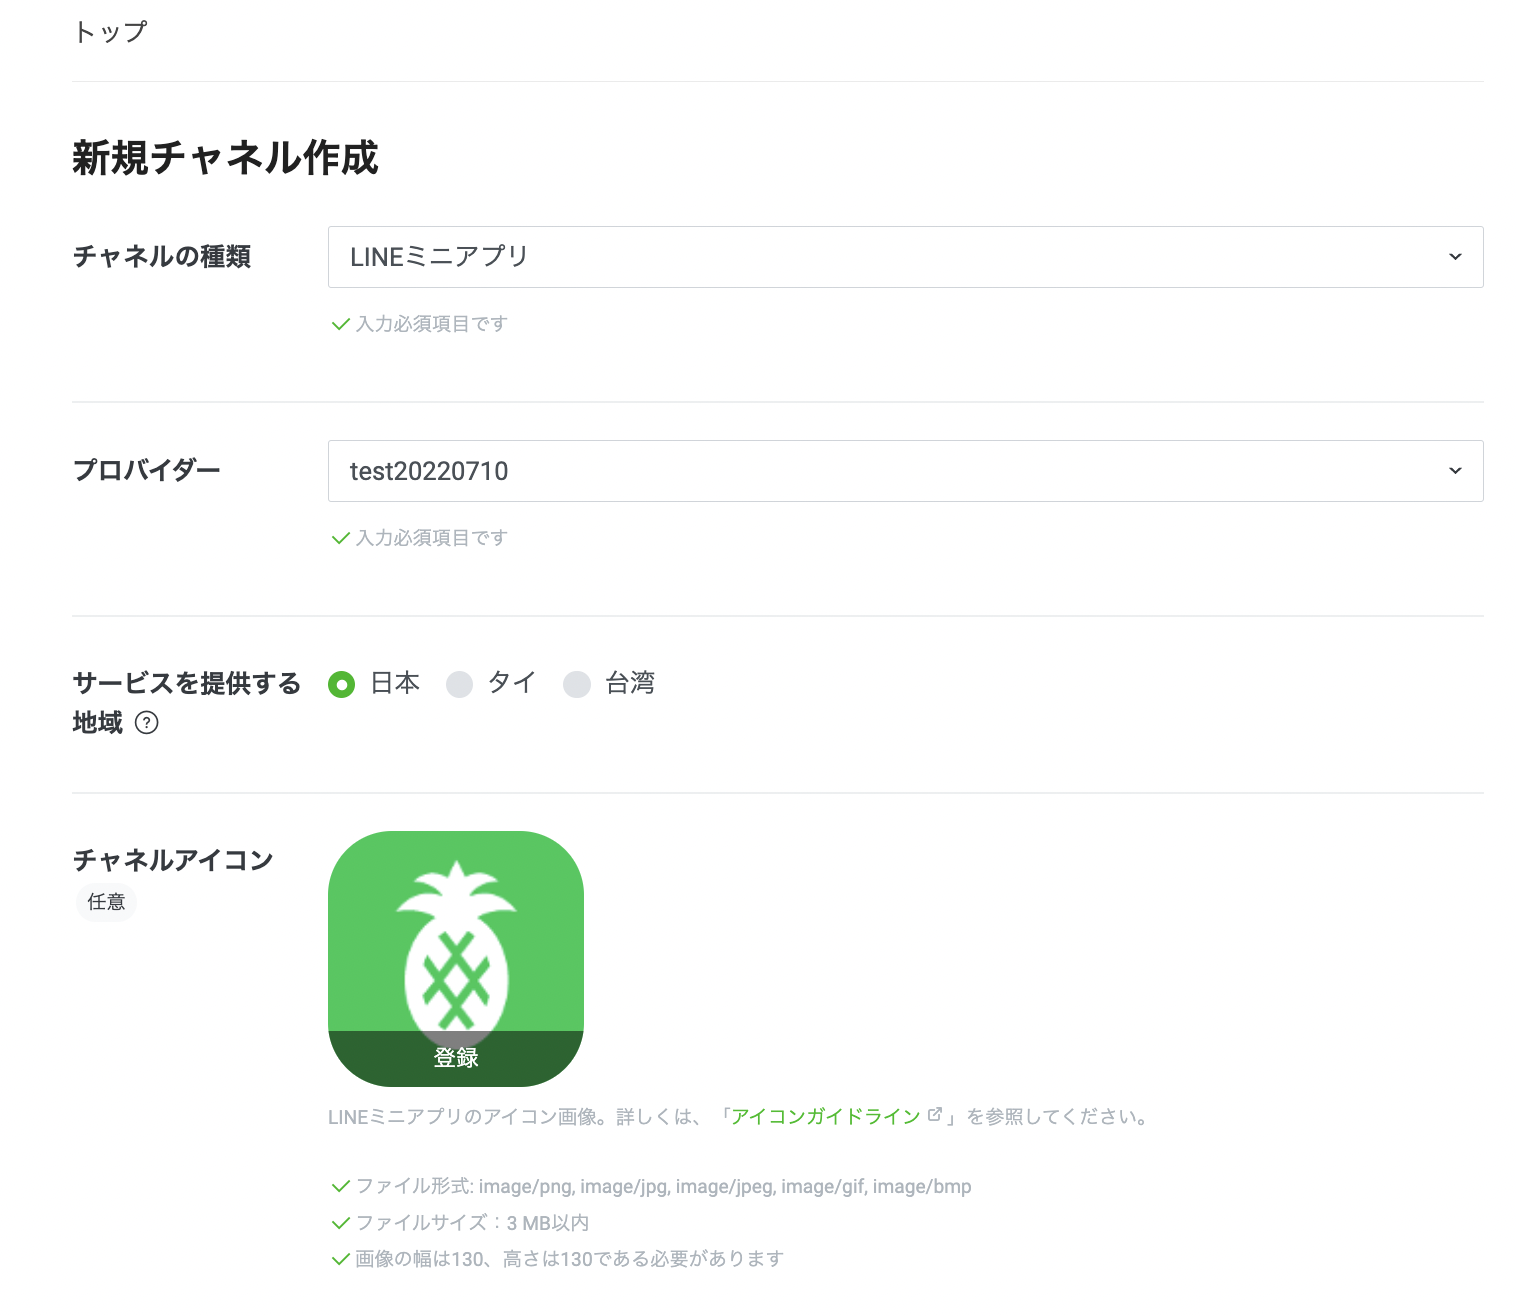 トップ
新規チャネル作成
チャネルの種類
LINEミニアプリ
入力必須項目です
プロバイダー
test20220710
入力必須項目です
サービスを提供する
地域 ?
日本 タイ 台湾
チャネルアイコン
任意
登録
LINEミニアプリのアイコン画像。詳しくは、「アイコンガイドライン」を参照してください。
ファイル形式: image/png, image/jpg, image/jpeg, image/gif, image/bmp
ファイルサイズ：3 MB以内
画像の幅は130、高さは130である必要があります